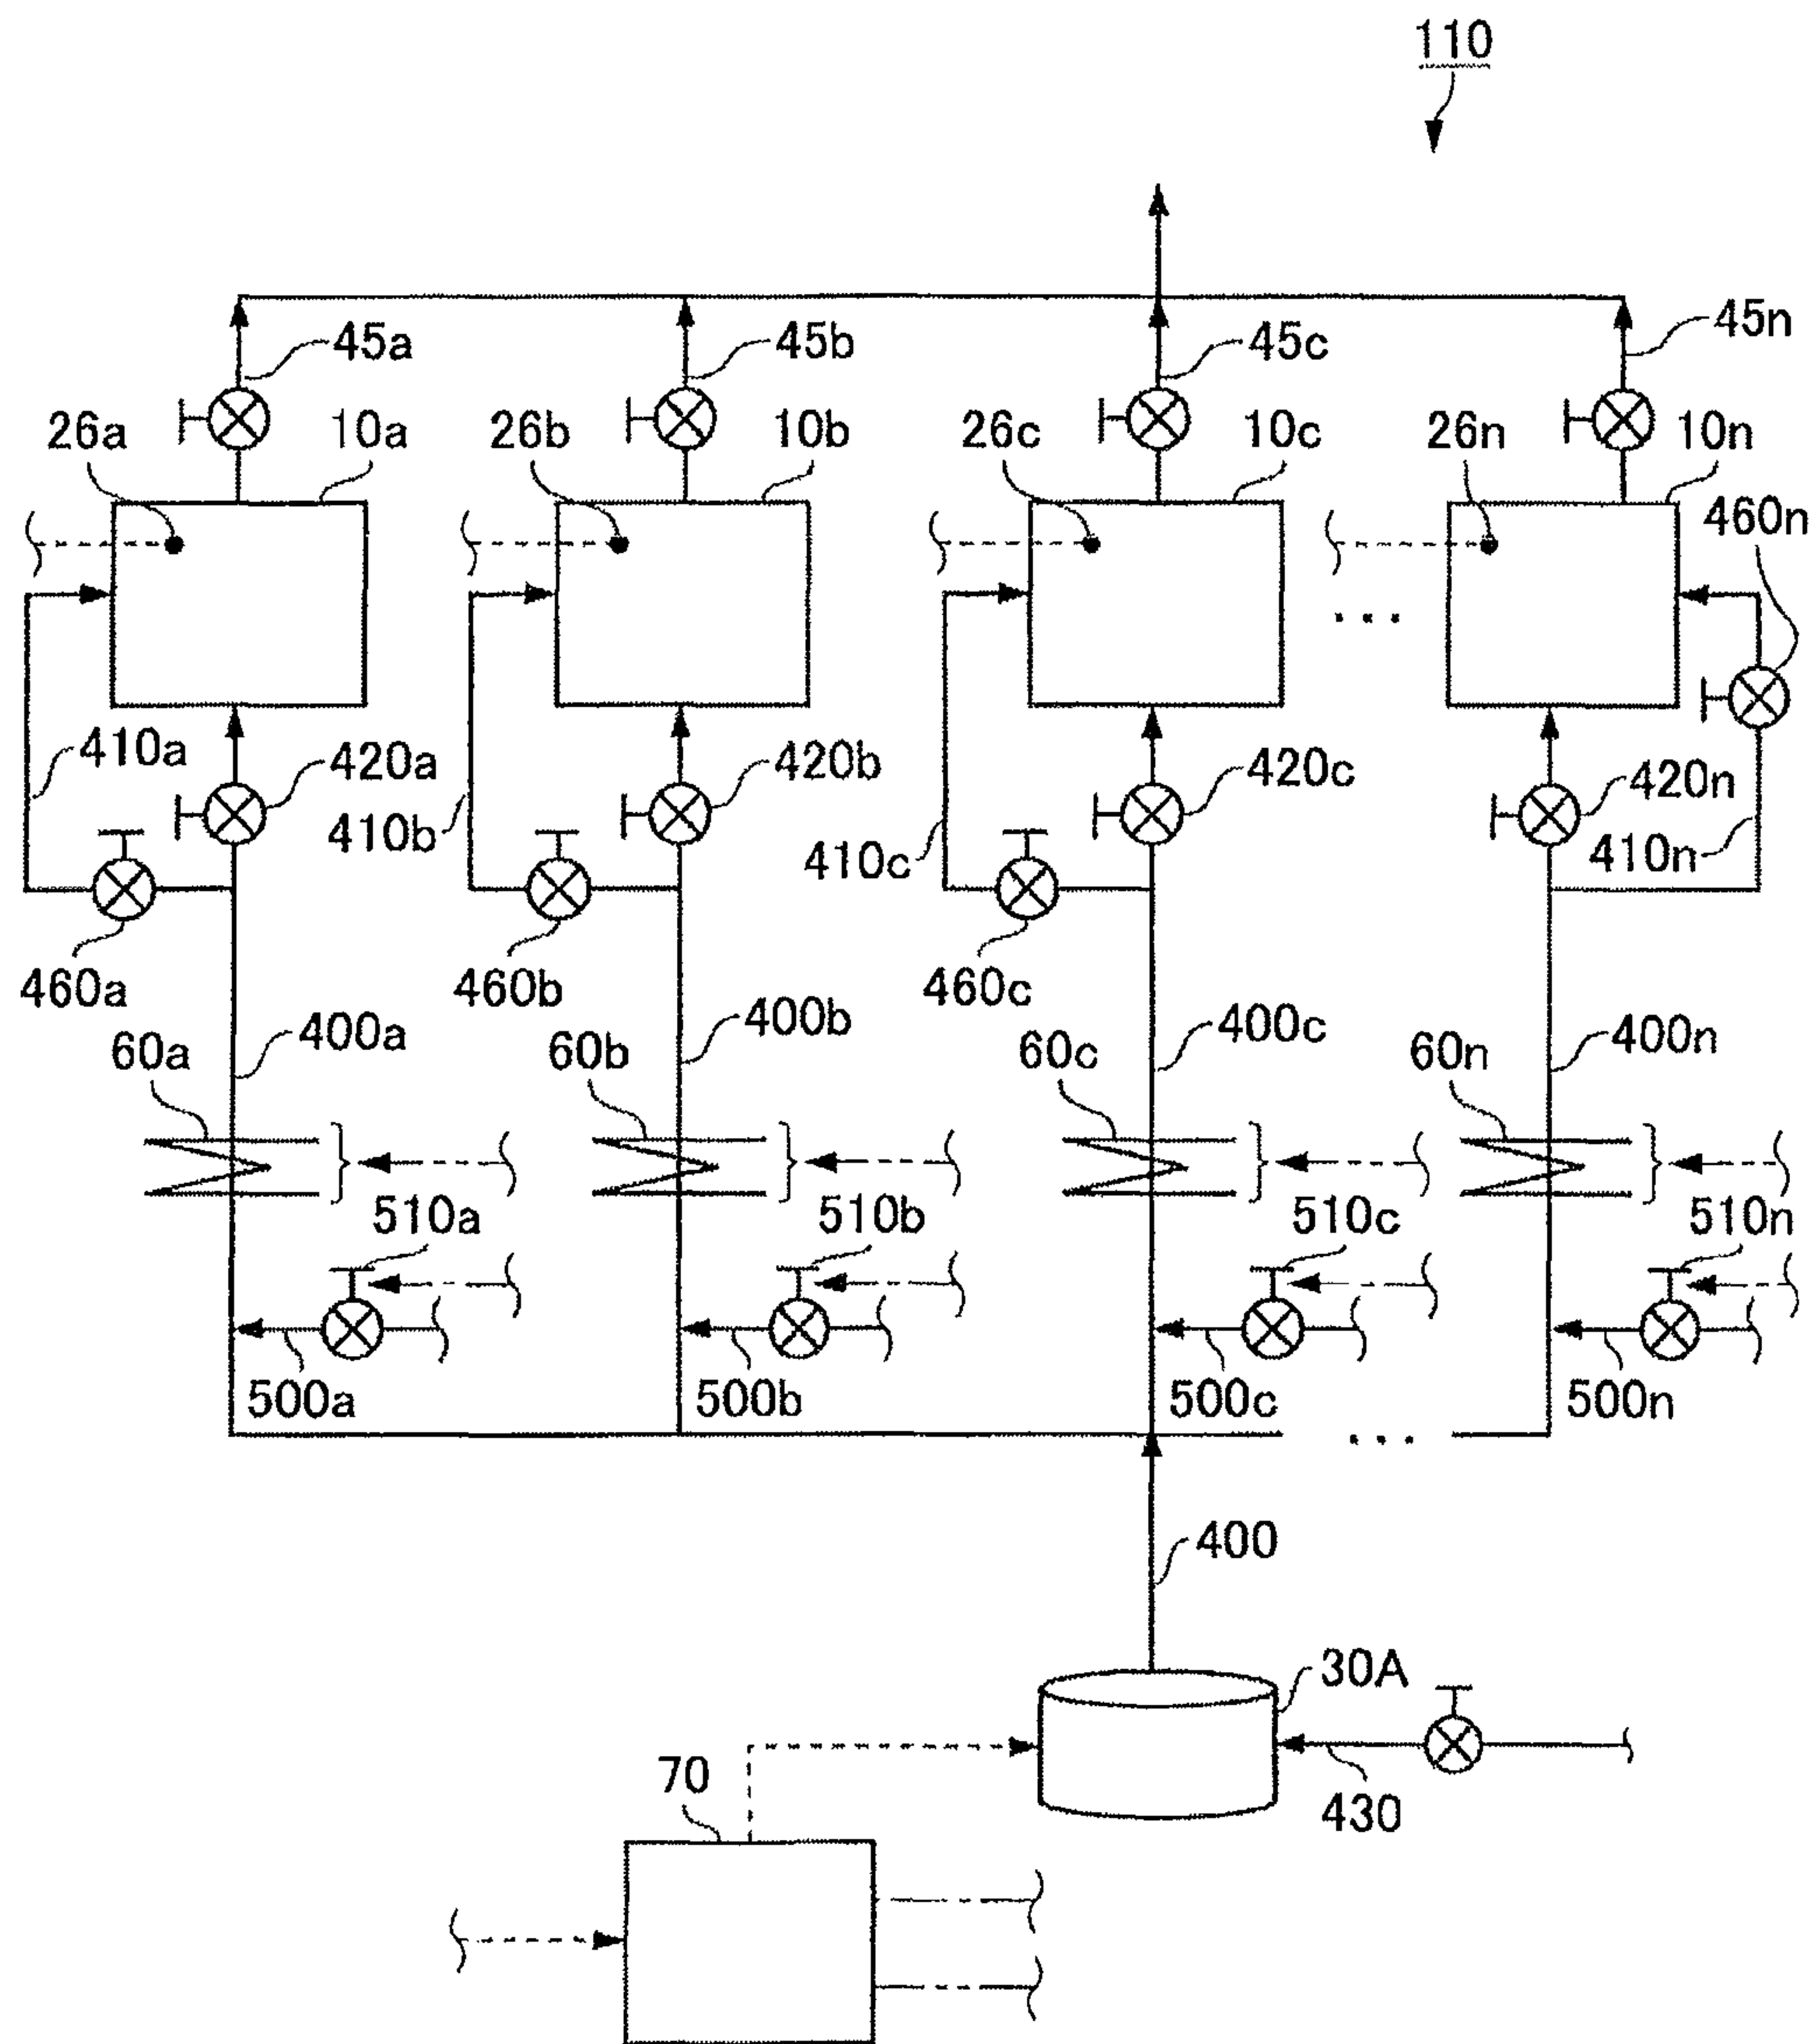 110
45a 45b 45c 45n
26a 10a 26b 10b 26c 10c 26n 10n
460n
...
410a 420a 410b 420b 410c 420c 420n 410n
460a 460b 460c
60a 400a 60b 400b 60c 400c 60n 400n
510a 510b 510c 510n
500a 500b 500c 500n
...
400
30A
70 430